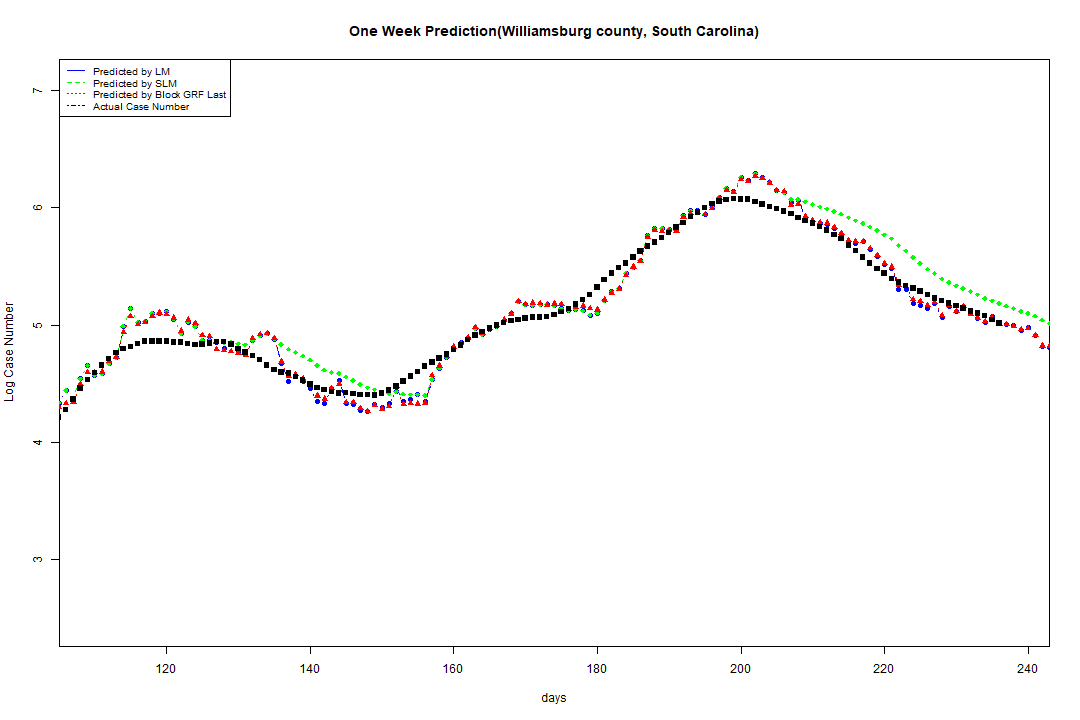 One Week Prediction(Williamsburg county, South Carolina)
Predicted by LM
Predicted by SLM
Predicted by Block GRF Last
Actual Case Number
7
6
5
4
3
Log Case Number
120 140 160 180 200 220 240
days